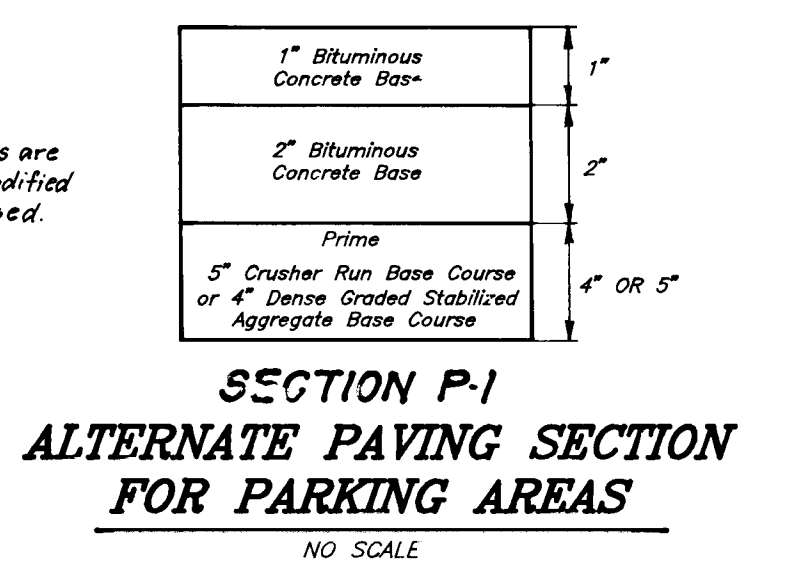 1" Bituminous
Concrete Base
1"
s are
2" Bituminous
Concrete Base
2"
odified
sed.
Prime
5" Crusher Run Base Course
or 4" Dense Graded Stabilized
Aggregate Base Course
4" OR 5"
SECTION P-1
ALTERNATE PAVING SECTION
FOR PARKING AREAS
NO SCALE